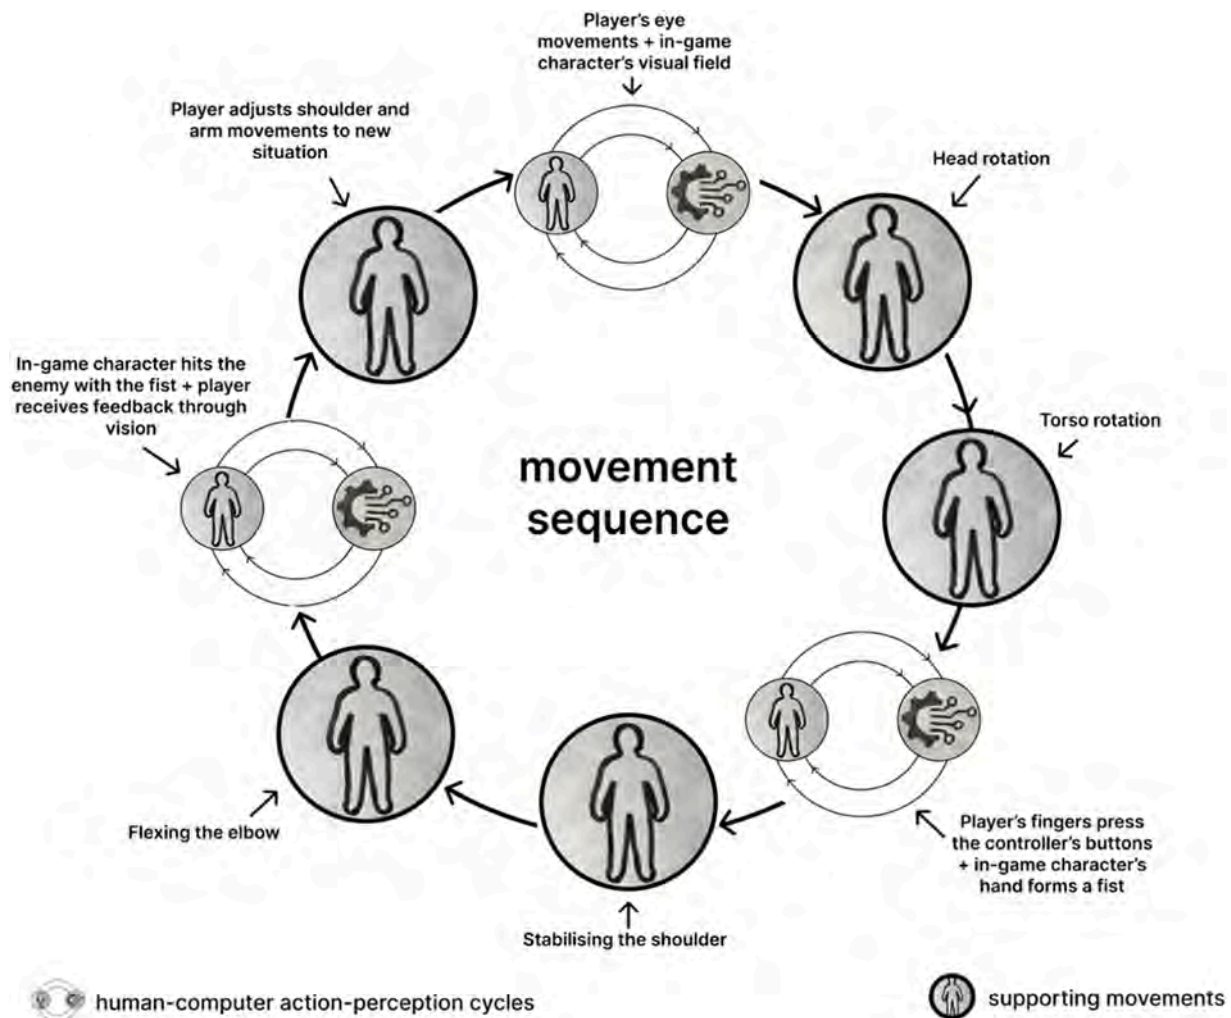 Player's eye
movements + in-game
character's visual field
Player adjusts shoulder and
arm movements to new
situation
Head rotation
In-game character hits the
enemy with the fist + player
receives feedback through
vision
Torso rotation
movement
sequence
Flexing the elbow
Player's fingers press
the controller's buttons
+ in-game character's
hand forms a fist
Stabilising the shoulder
human-computer action-perception cycles
supporting movements